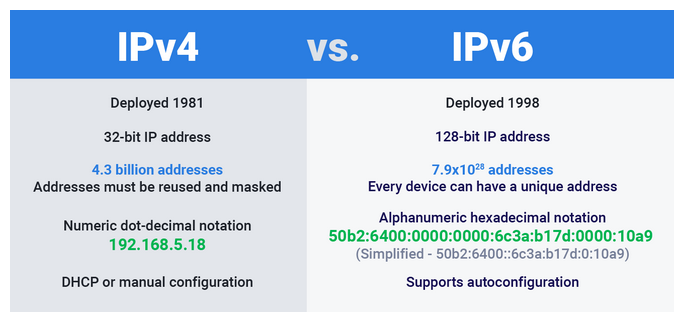 IPv4 vs. IPv6
Deployed 1981
Deployed 1998
32-bit IP address
128-bit IP address
4.3 billion addresses
Addresses must be reused and masked
7.9x10²⁸ addresses
Every device can have a unique address
Numeric dot-decimal notation
192.168.5.18
Alphanumeric hexadecimal notation
50b2:6400:0000:0000:6c3a:b17d:0000:10a9
(Simplified - 50b2:6400::6c3a:b17d:0:10a9)
DHCP or manual configuration
Supports autoconfiguration